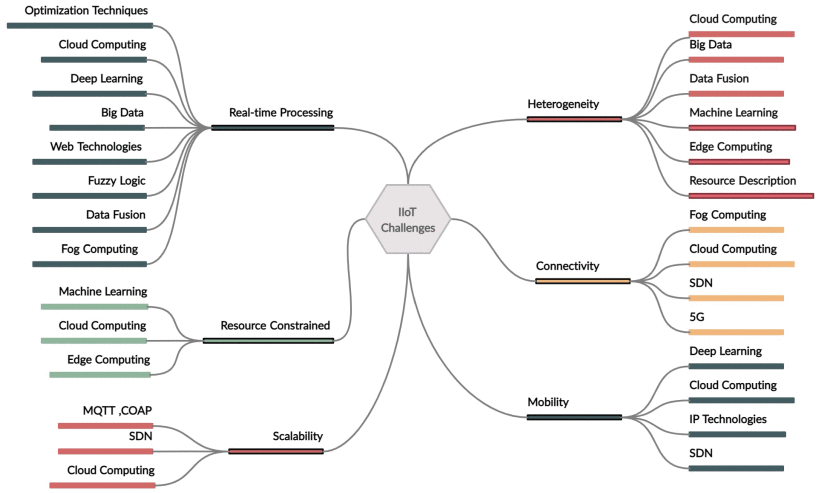 Optimization Techniques
Cloud Computing
Deep Learning
Big Data
Web Technologies
Fuzzy Logic
Data Fusion
Fog Computing
Real-time Processing
Machine Learning
Cloud Computing
Edge Computing
Resource Constrained
MQTT ,COAP
SDN
Cloud Computing
Scalability
IIoT
Challenges
Heterogeneity
Cloud Computing
Big Data
Data Fusion
Machine Learning
Edge Computing
Resource Description
Connectivity
Fog Computing
Cloud Computing
SDN
5G
Mobility
Deep Learning
Cloud Computing
IP Technologies
SDN